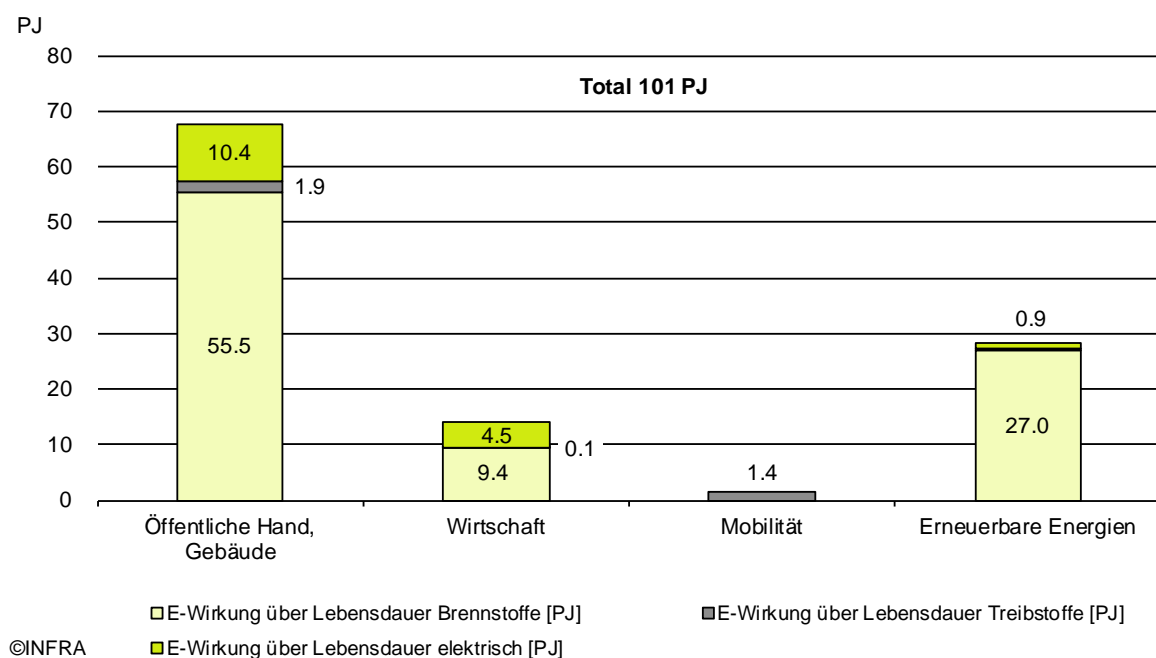 PJ
80
Total 101 PJ
70
10.4
60
1.9
50
40
55.5
30
0.9
20
27.0
10
4.5
0.1
9.4
1.4
0
Öffentliche Hand,
Gebäude
Wirtschaft
Mobilität
Erneuerbare Energien
E-Wirkung über Lebensdauer Brennstoffe [PJ]
E-Wirkung über Lebensdauer Treibstoffe [PJ]
©INFRA
E-Wirkung über Lebensdauer elektrisch [PJ]